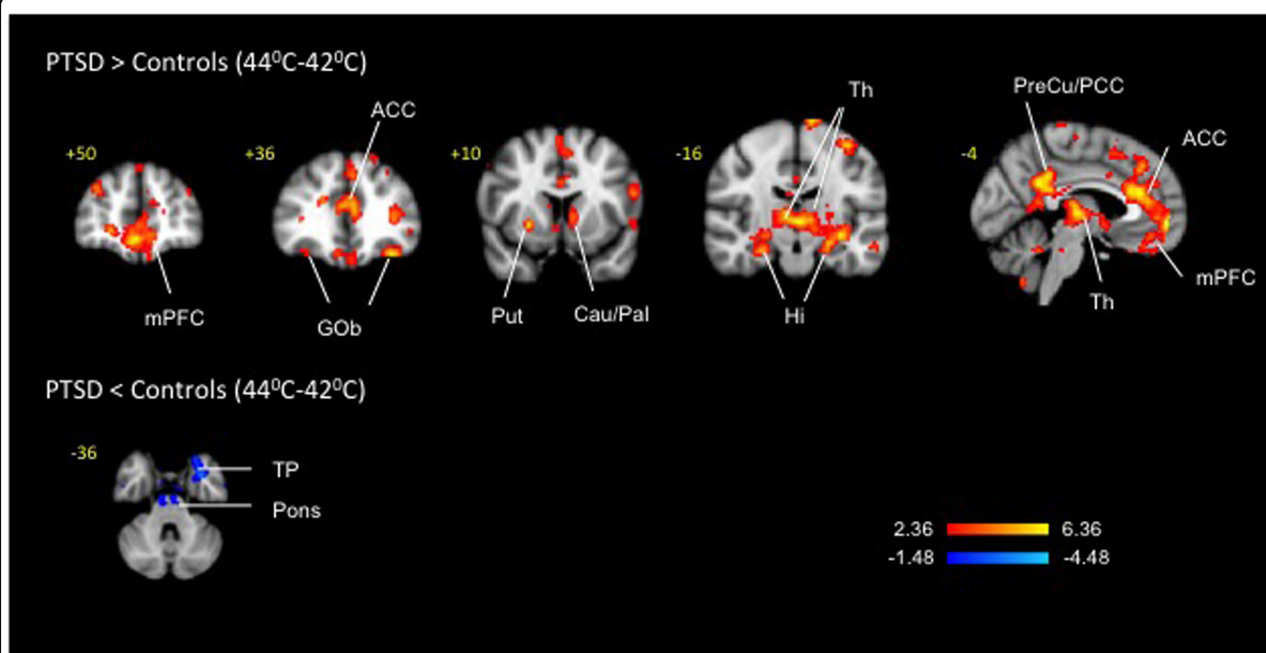 PTSD > Controls (44⁰C-42⁰C)
ACC
Th
PreCu/PCC
ACC
+50
+36
+10
-16
-4
mPFC
GOb
Put
Cau/Pal
Hi
Th
mPFC
PTSD < Controls (44⁰C-42⁰C)
-36
TP
Pons
2.36 6.36
-1.48 -4.48